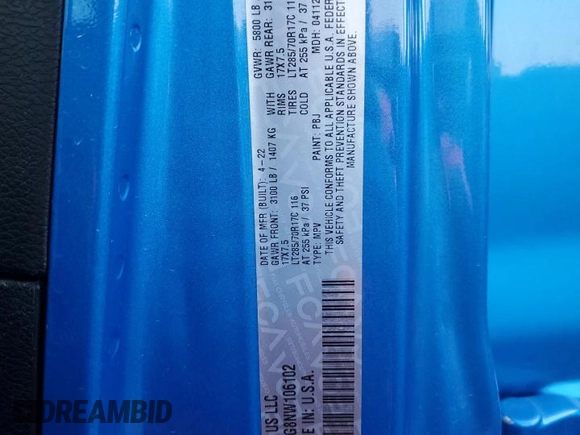 US LLC
DATE OF MFR (BUILT): 4-22
GVWR: 5800 LB
GAWR FRONT: 3100 LB / 1407 KG WITH
GAWR REAR: 31
17X7.5 RIMS 17X7.5
LT285/70R17C 116 TIRES LT285/70R17C 11
AT 255 kPa / 37 PSI COLD AT 255 kPa / 37
TYPE: MPV PAINT: PBJ MDH: 04112
THIS VEHICLE CONFORMS TO ALL APPLICABLE U.S.A. FEDER
SAFETY AND THEFT PREVENTION STANDARDS IN EFFECT
MANUFACTURE SHOWN ABOVE.
G8NW106102
E IN: U.S.A.
DREAMBID